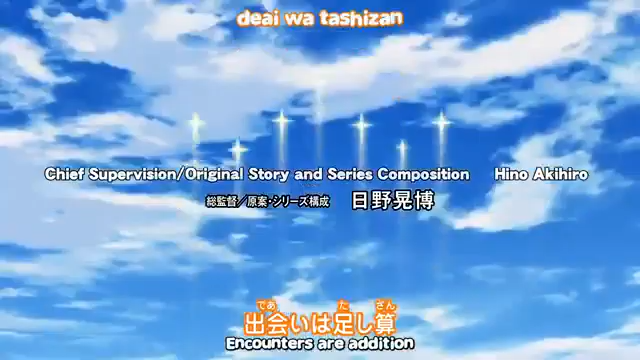 deai wa tashizan
Chief Supervision/Original Story and Series Composition Hino Akihiro
総監督／原案・シリーズ構成 日野晃博
であ た ざん
出会いは足し算
Encounters are addition